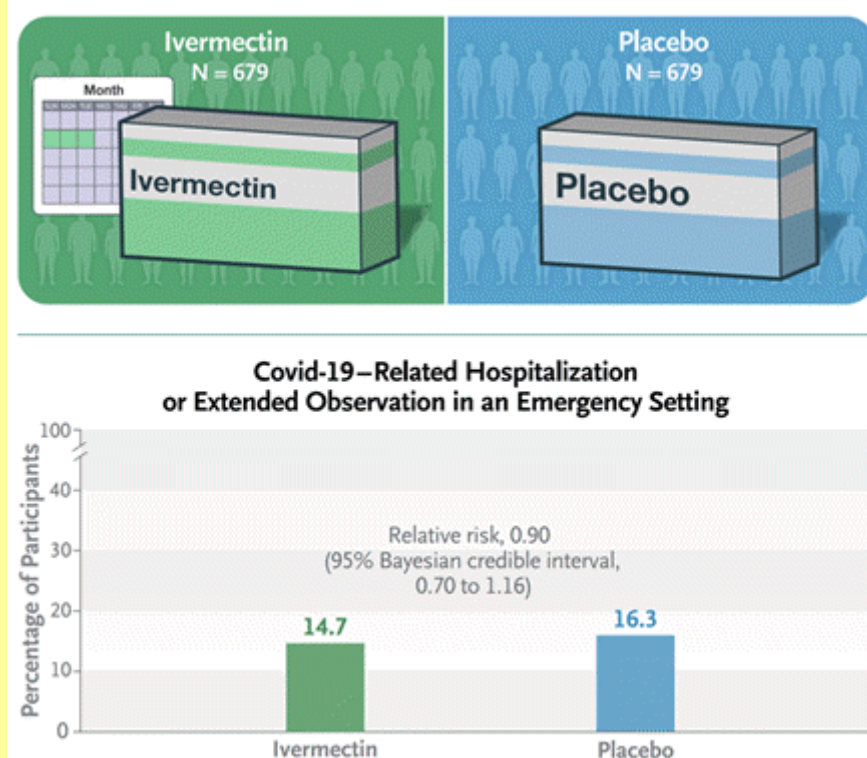 Ivermectin
N = 679
Placebo
N = 679
Month
Ivermectin
Placebo
Covid-19–Related Hospitalization
or Extended Observation in an Emergency Setting
Percentage of Participants
100
40
30
20
10
0
Relative risk, 0.90
(95% Bayesian credible interval,
0.70 to 1.16)
14.7
16.3
Ivermectin
Placebo